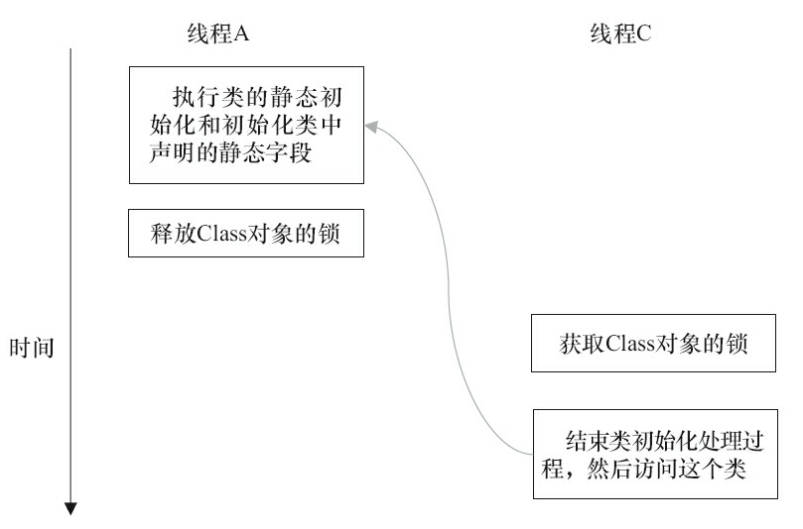 线程A
线程C
执行类的静态初
始化和初始化类中
声明的静态字段
释放Class对象的锁
时间
获取Class对象的锁
结束类初始化处理过
程，然后访问这个类